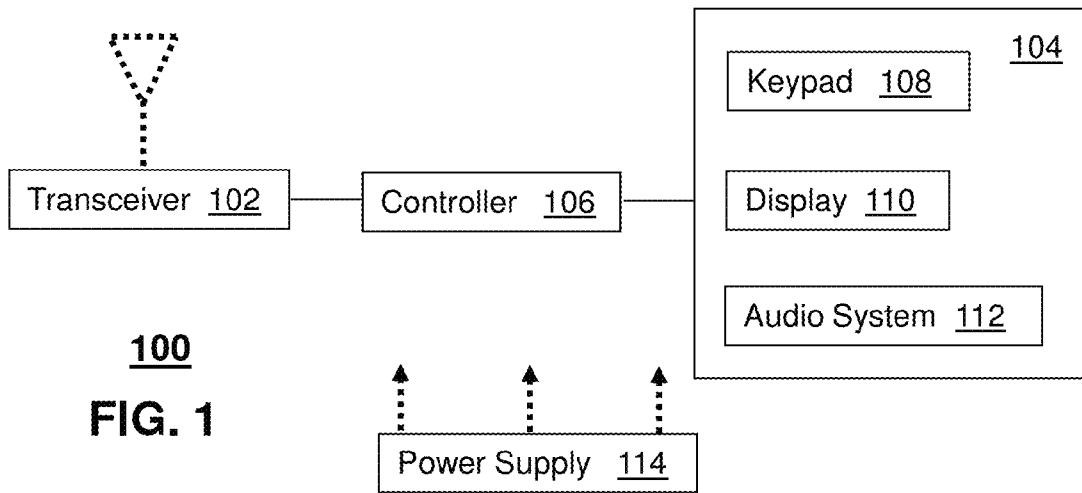 104
Keypad 108
Transceiver 102
Controller 106
Display 110
Audio System 112
100
FIG. 1
Power Supply 114